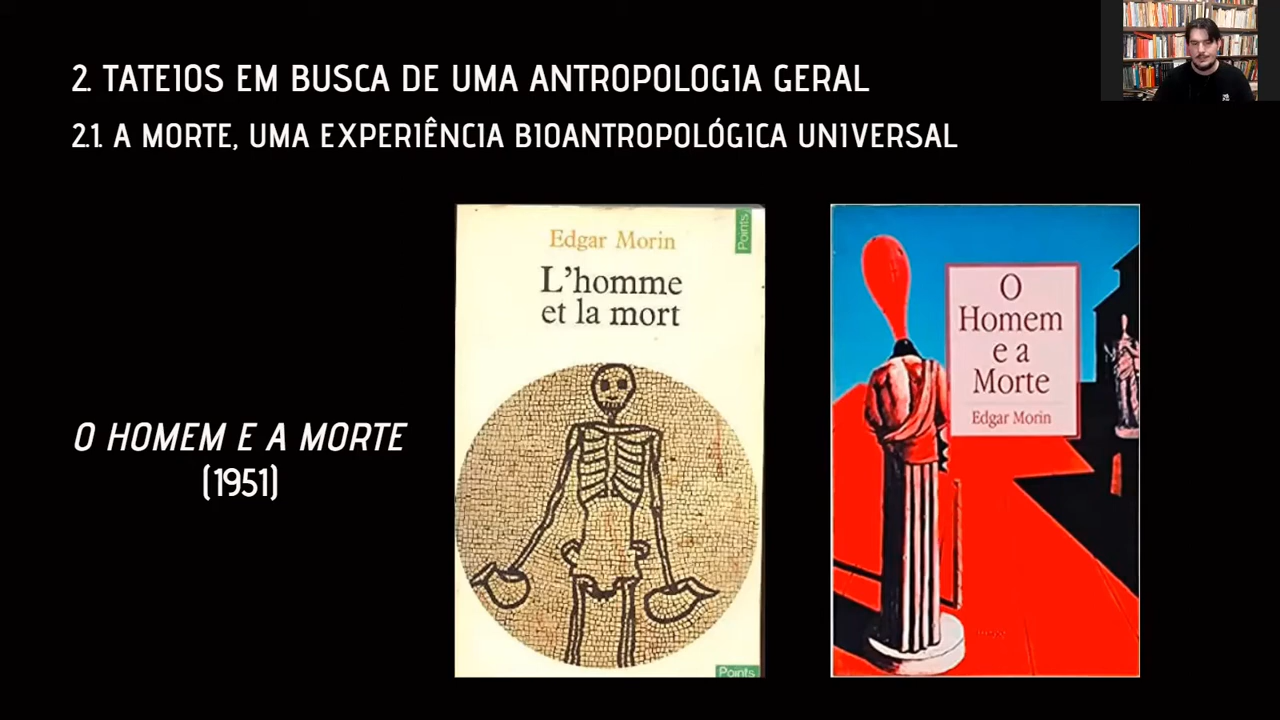 2. TATEIOS EM BUSCA DE UMA ANTROPOLOGIA GERAL
2.1. A MORTE, UMA EXPERIÊNCIA BIOANTROPOLÓGICA UNIVERSAL
O HOMEM E A MORTE
(1951)
Edgar Morin
L'homme
et la mort
Points
Points
O
Homem
e a
Morte
Edgar Morin